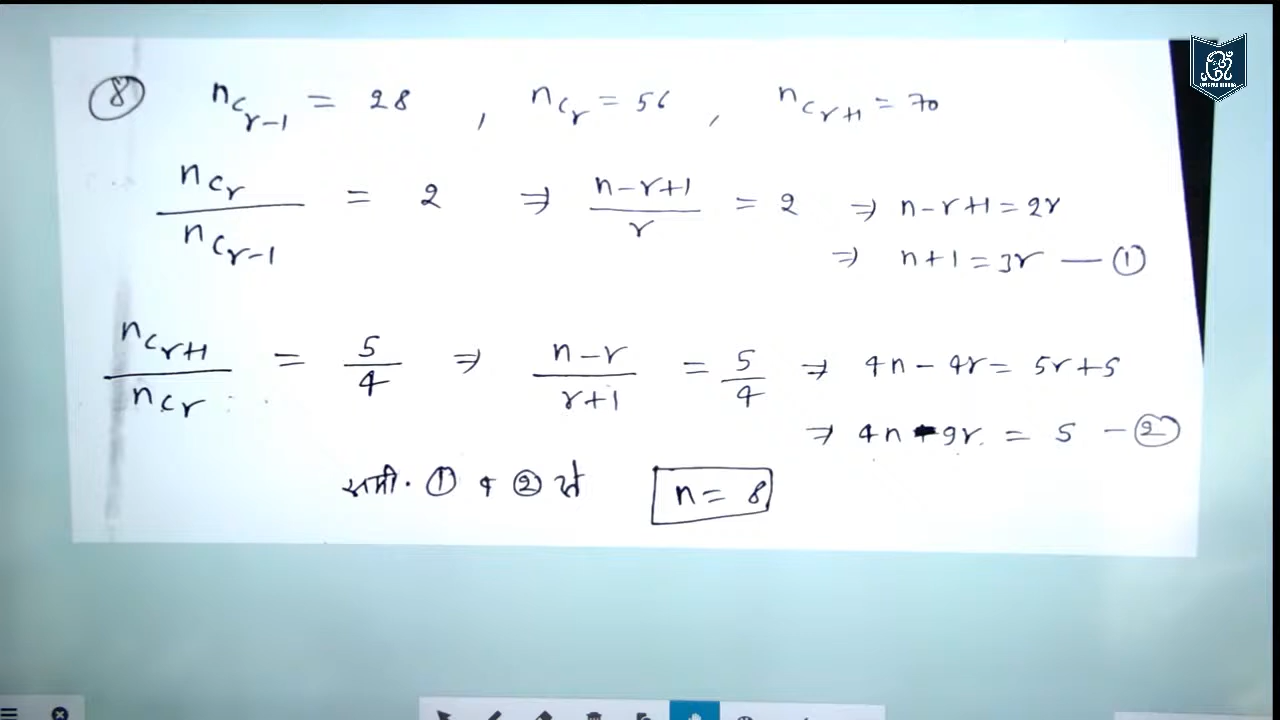 ⑧ nCr-1 = 28 , nCr = 56 , nCr+1 = 70
nCr / nCr-1 = 2 ⇒ n-r+1 / r = 2 ⇒ n-r+1 = 2r
⇒ n+1 = 3r — ①
nCr+1 / nCr = 5/4 ⇒ n-r / r+1 = 5/4 ⇒ 4n - 4r = 5r+5
⇒ 4n - 9r = 5 - ②
समी. ① व ② से n = 8